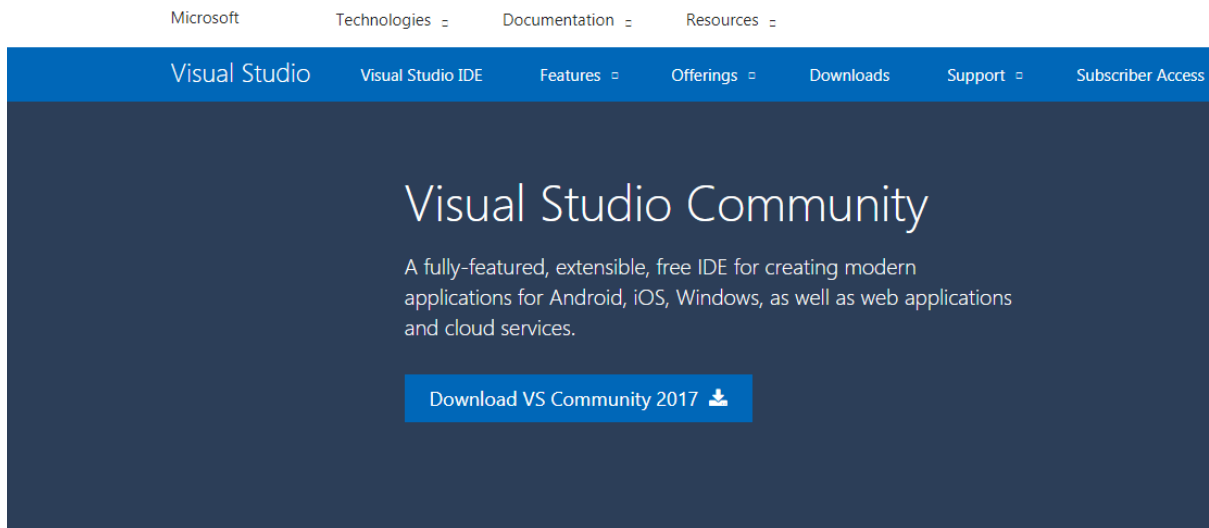 Microsoft Technologies Documentation Resources
Visual Studio Visual Studio IDE Features Offerings Downloads Support Subscriber Access
Visual Studio Community
A fully-featured, extensible, free IDE for creating modern
applications for Android, iOS, Windows, as well as web applications
and cloud services.
Download VS Community 2017